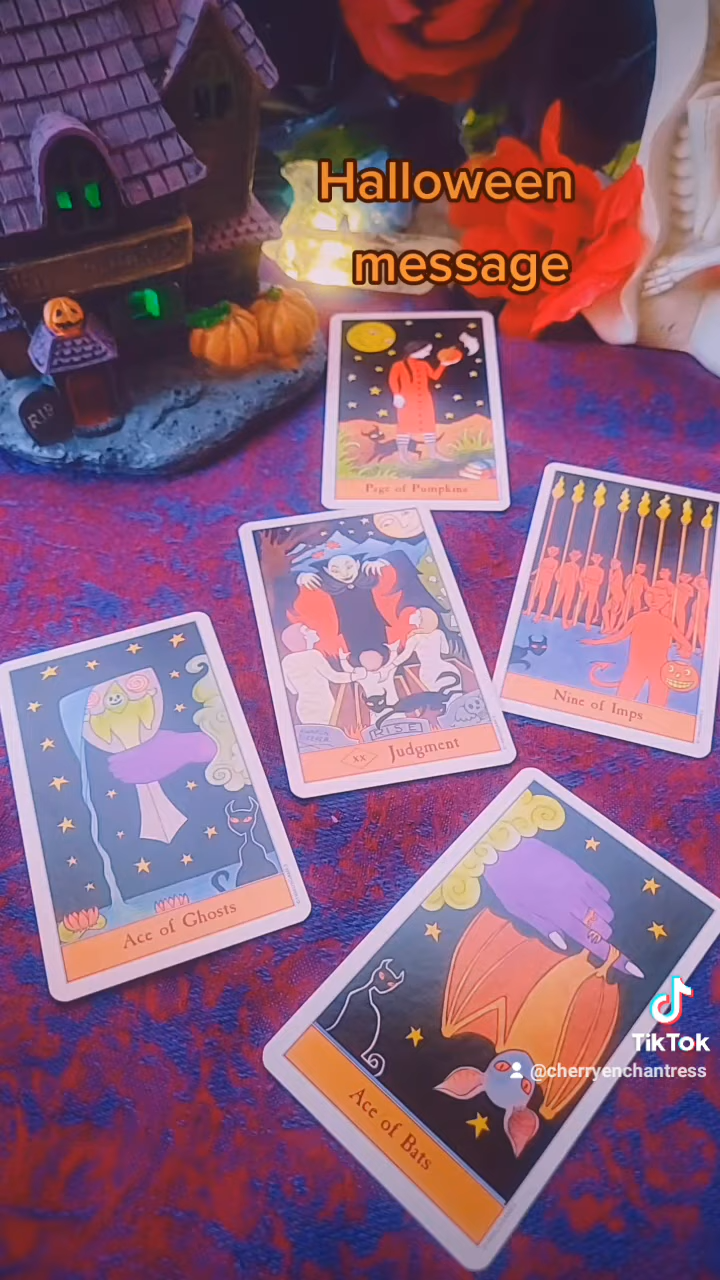 Halloween
message
RIP
Page of Pumpkins
Nine of Imps
RISE
XX Judgment
Ace of Ghosts
Ace of Bats
TikTok
@cherryenchantress